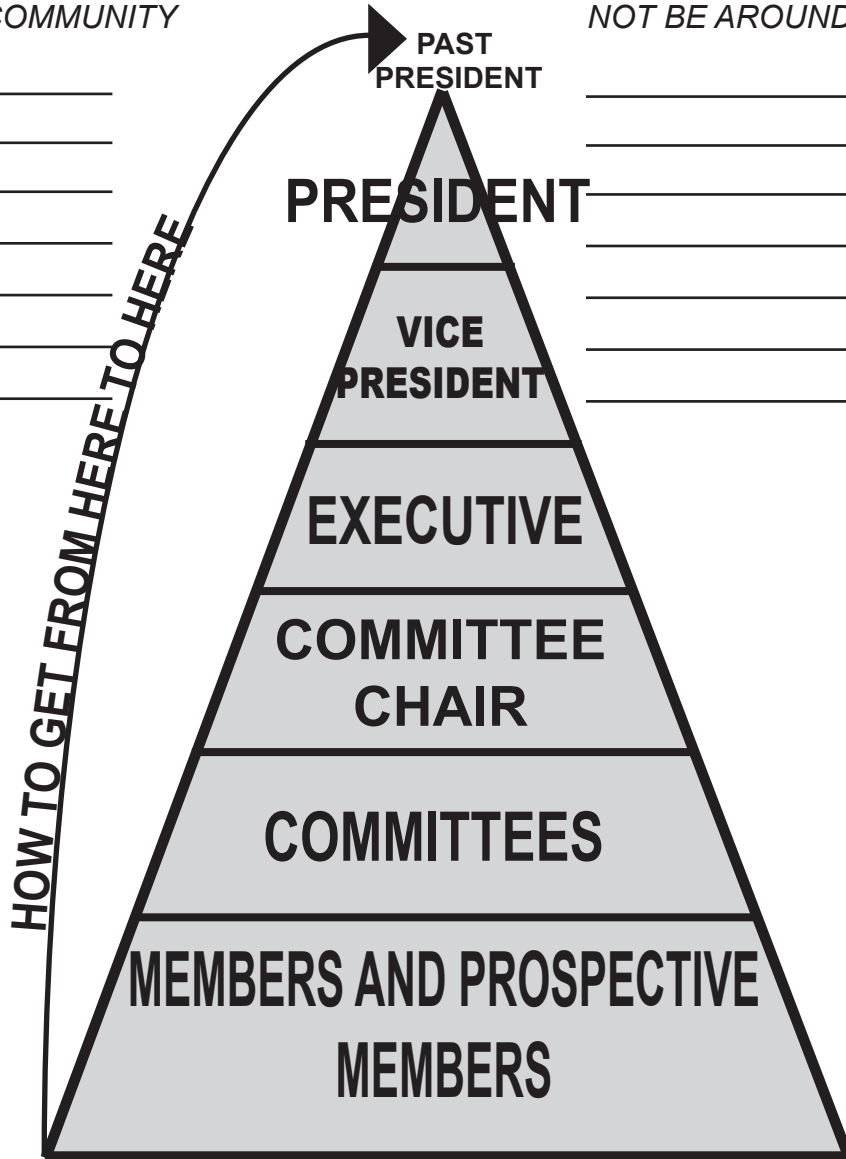 COMMUNITY
NOT BE AROUND
PAST
PRESIDENT
PRESIDENT
VICE
PRESIDENT
EXECUTIVE
COMMITTEE
CHAIR
COMMITTEES
MEMBERS AND PROSPECTIVE
MEMBERS
HOW TO GET FROM HERE TO HERE